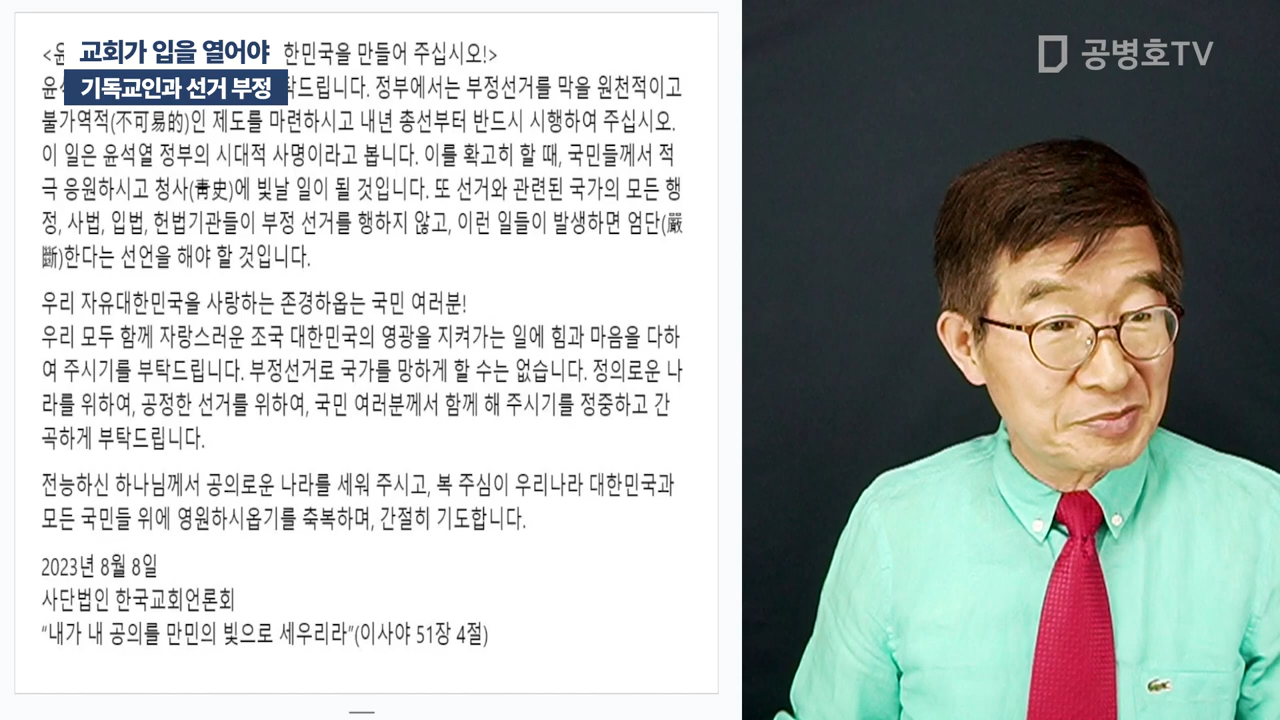 교회가 입을 열어야
기독교인과 선거 부정
공병호TV
한민국을 만들어 주십시오!>
탁드립니다. 정부에서는 부정선거를 막을 원천적이고
불가역적(不可易的)인 제도를 마련하시고 내년 총선부터 반드시 시행하여 주십시오.
이 일은 윤석열 정부의 시대적 사명이라고 봅니다. 이를 확고히 할 때, 국민들께서 적
극 응원하시고 청사(靑史)에 빛날 일이 될 것입니다. 또 선거와 관련된 국가의 모든 행
정, 사법, 입법, 헌법기관들이 부정 선거를 행하지 않고, 이런 일들이 발생하면 엄단(嚴
斷)한다는 선언을 해야 할 것입니다.
우리 자유대한민국을 사랑하는 존경하옵는 국민 여러분!
우리 모두 함께 자랑스러운 조국 대한민국의 영광을 지켜가는 일에 힘과 마음을 다하
여 주시기를 부탁드립니다. 부정선거로 국가를 망하게 할 수는 없습니다. 정의로운 나
라를 위하여, 공정한 선거를 위하여, 국민 여러분께서 함께 해 주시기를 정중하고 간
곡하게 부탁드립니다.
전능하신 하나님께서 공의로운 나라를 세워 주시고, 복 주심이 우리나라 대한민국과
모든 국민들 위에 영원하시옵기를 축복하며, 간절히 기도합니다.
2023년 8월 8일
사단법인 한국교회언론회
“내가 내 공의를 만민의 빛으로 세우리라”(이사야 51장 4절)